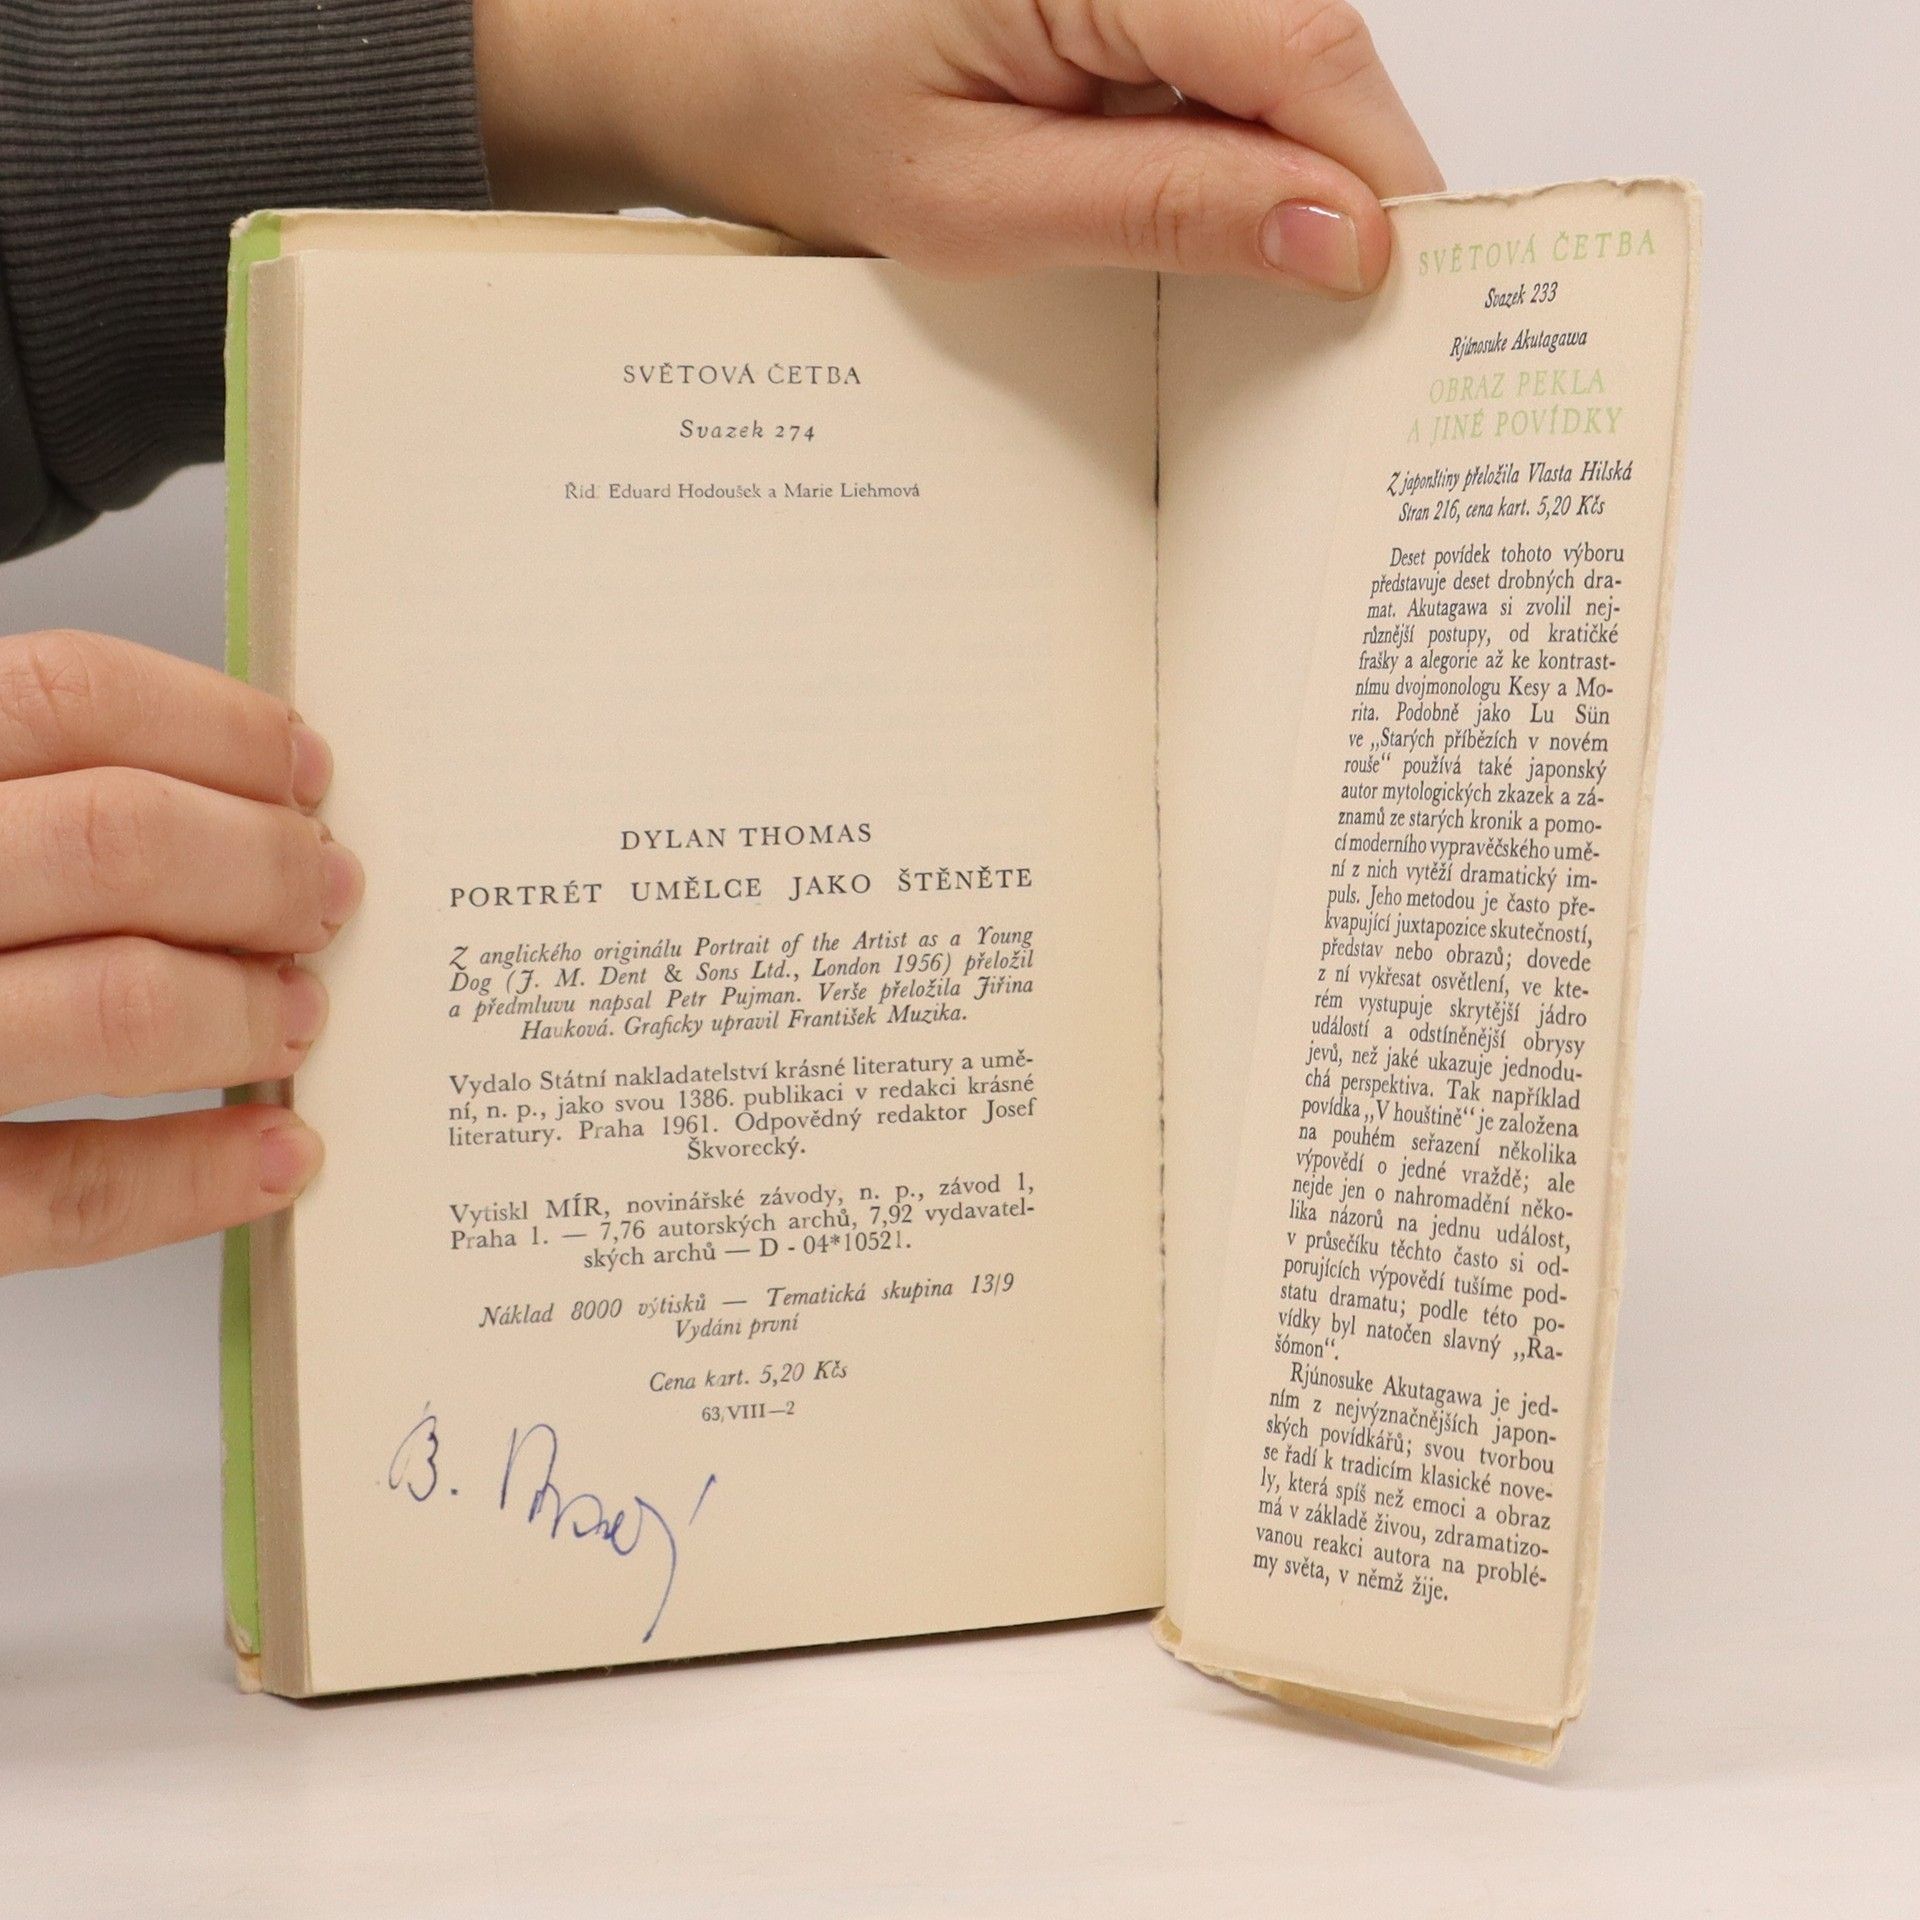 SVĚTOVÁ ČETBA
Svazek 274
Říd. Eduard Hodoušek a Marie Liehmová
DYLAN THOMAS
PORTRÉT UMĚLCE JAKO ŠTĚNĚTE
Z anglického originálu Portrait of the Artist as a Young
Dog (J. M. Dent & Sons Ltd., London 1956) přeložil
a předmluvu napsal Petr Pujman. Verše přeložila Jiřina
Hauková. Graficky upravil František Muzika.
Vydalo Státní nakladatelství krásné literatury a umě-
ní, n. p., jako svou 1386. publikaci v redakci krásné
literatury. Praha 1961. Odpovědný redaktor Josef
Škvorecký.
Vytiskl MÍR, novinářské závody, n. p., závod 1,
Praha 1. — 7,76 autorských archů, 7,92 vydavatel-
ských archů — D - 04*10521.
Náklad 8000 výtisků — Tematická skupina 13/9
Vydání první
Cena kart. 5,20 Kčs
63/VIII—2
B.
SVĚTOVÁ ČETBA
Svazek 233
Rjúnosuke Akutagawa
OBRAZ PEKLA
A JINÉ POVÍDKY
Z japonštiny přeložila Vlasta Hilská
Stran 216, cena kart. 5,20 Kčs
Deset povídek tohoto výboru
představuje deset drobných dra-
mat. Akutagawa si zvolil nej-
různější postupy, od kratičké
frašky a alegorie až ke kontrast-
nímu dvojmonologu Kesy a Mo-
rita. Podobně jako Lu Sün
ve „Starých příbězích v novém
rouše“ používá také japonský
autor mytologických zkazek a zá-
znamů ze starých kronik a pomo-
cí moderního vypravěčského umě-
ní z nich vytěží dramatický im-
puls. Jeho metodou je často pře-
kvapující juxtapozice skutečností,
představ nebo obrazů; dovede
z ní vykřesat osvětlení, ve kte-
rém vystupuje skrytější jádro
událostí a odstíněnější obrysy
jevů, než jaké ukazuje jednodu-
chá perspektiva. Tak například
povídka „V houštině“ je založena
na pouhém seřazení několika
výpovědí o jedné vraždě; ale
nejde jen o nahromadění něko-
lika názorů na jednu událost,
v průsečíku těchto často si od-
porujících výpovědí tušíme pod-
statu dramatu; podle této po-
vídky byl natočen slavný „Ra-
šómon“.
Rjúnosuke Akutagawa je jed-
ním z nejvýznačnějších japon-
ských povídkářů; svou tvorbou
se řadí k tradicím klasické nove-
ly, která spíš než emoci a obraz
má v základě živou, zdramatizo-
vanou reakci autora na problé-
my světa, v němž žije.